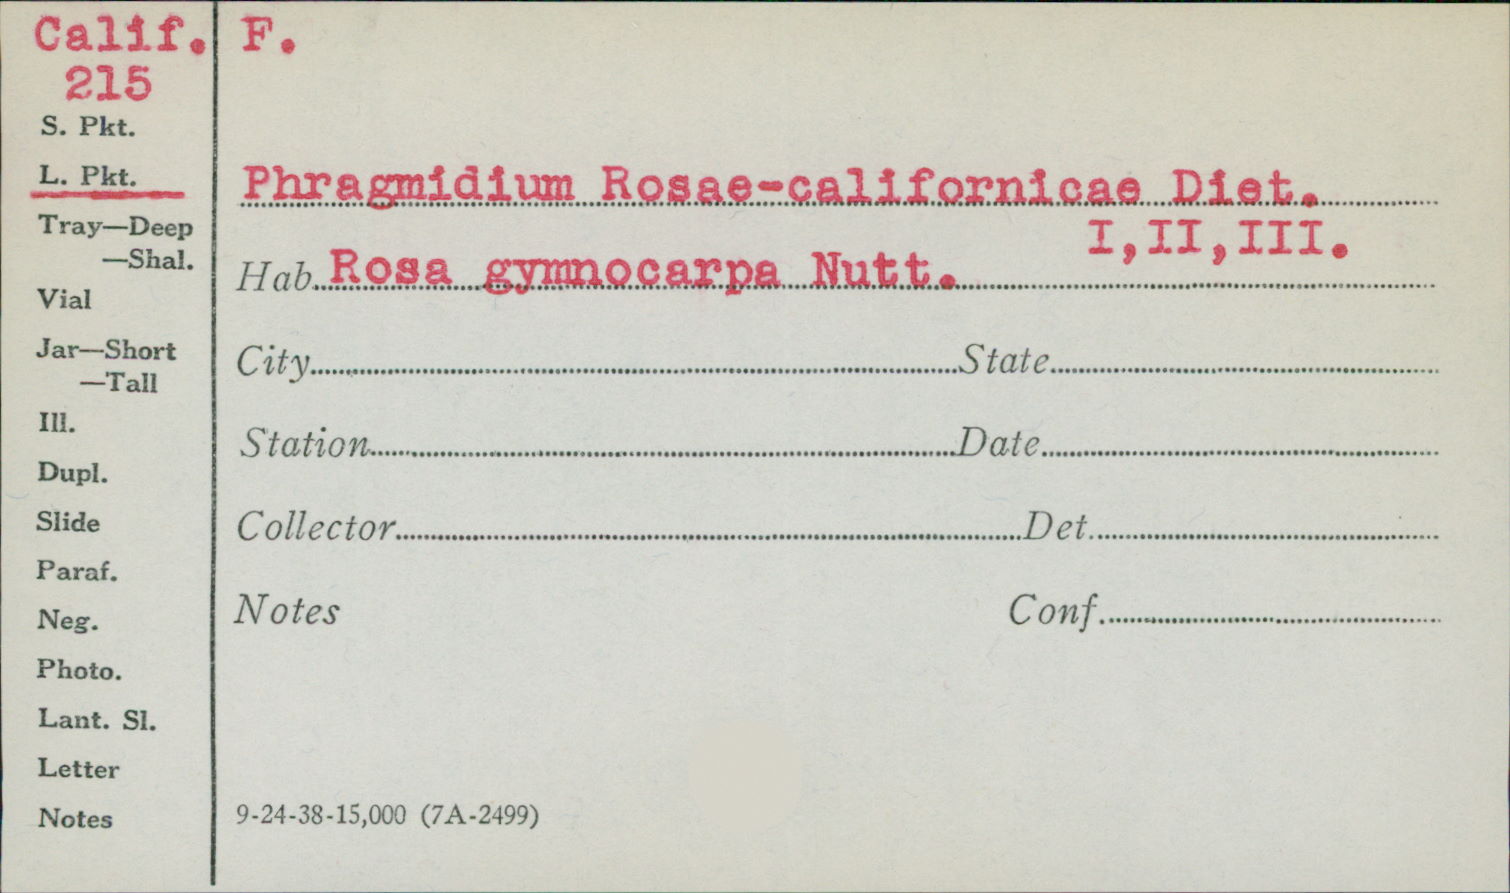 Calif. F.
215
S. Pkt.
L. Pkt.
Tray—Deep
—Shal.
Vial
Jar—Short
—Tall
Ill.
Dupl.
Slide
Paraf.
Neg.
Photo.
Lant. Sl.
Letter
Notes
Phragmidium Rosae-californicae Diet.
I,II,III.
Hab. Rosa gymnocarpa Nutt.
City State
Station Date
Collector Det.
Notes Conf.
9-24-38-15,000 (7A-2499)